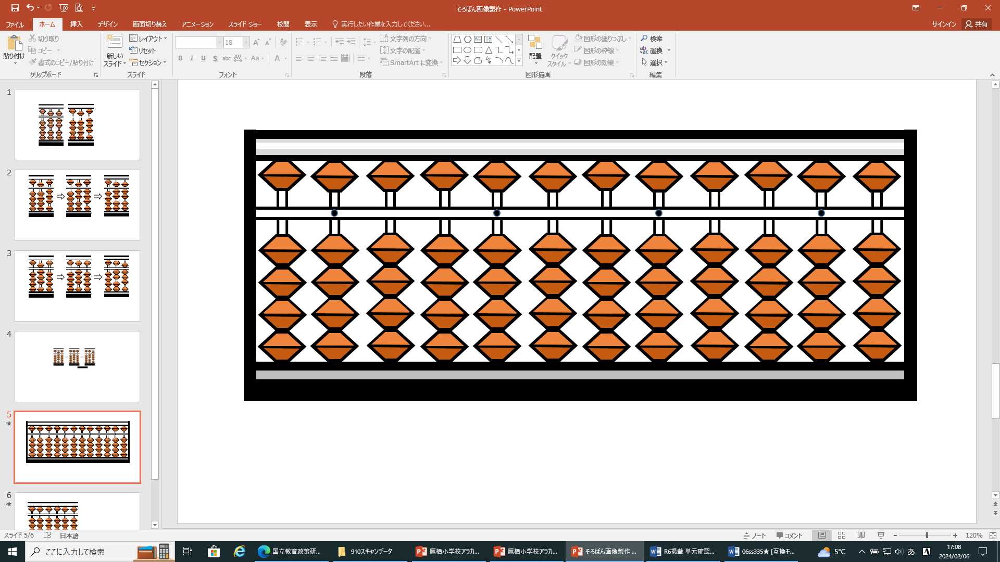 そろばん画像製作 - PowerPoint
ファイル ホーム 挿入 デザイン 画面切り替え アニメーション スライド ショー 校閲 表示 実行したい作業を入力してください... サインイン 共有
貼り付け 切り取り コピー 書式のコピー/貼り付け
新しい スライド レイアウト リセット セクション
18
B I U S abc AV Aa A
文字列の方向 文字の配置 SmartArt に変換
配置 クイック スタイル 図形の塗りつぶし 図形の枠線 図形の効果
検索 置換 選択
クリップボード スライド フォント 段落 図形描画 編集
1
2
3
4
5
6
スライド 5/6 日本語 ノート コメント 120%
ここに入力して検索 国立教育政策研... 910スキャンデータ 鷹栖小学校アラカ... 鷹栖小学校アラカ... そろばん画像製作 ... R6掲載 単元確認... 06ss335★ [互換モ... 5°C あ A 17:08
2024/02/06